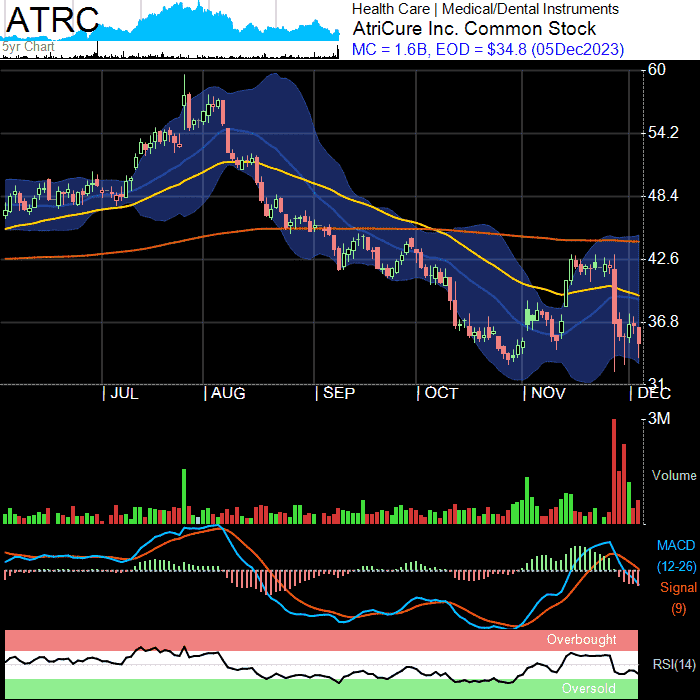 ATRC
5yr Chart
Health Care | Medical/Dental Instruments
AtriCure Inc. Common Stock
MC = 1.6B, EOD = $34.8 (05Dec2023)
60
54.2
48.4
42.6
36.8
31
JUL AUG SEP OCT NOV DEC
3M
Volume
MACD
(12-26)
Signal
(9)
Overbought
RSI(14)
Oversold